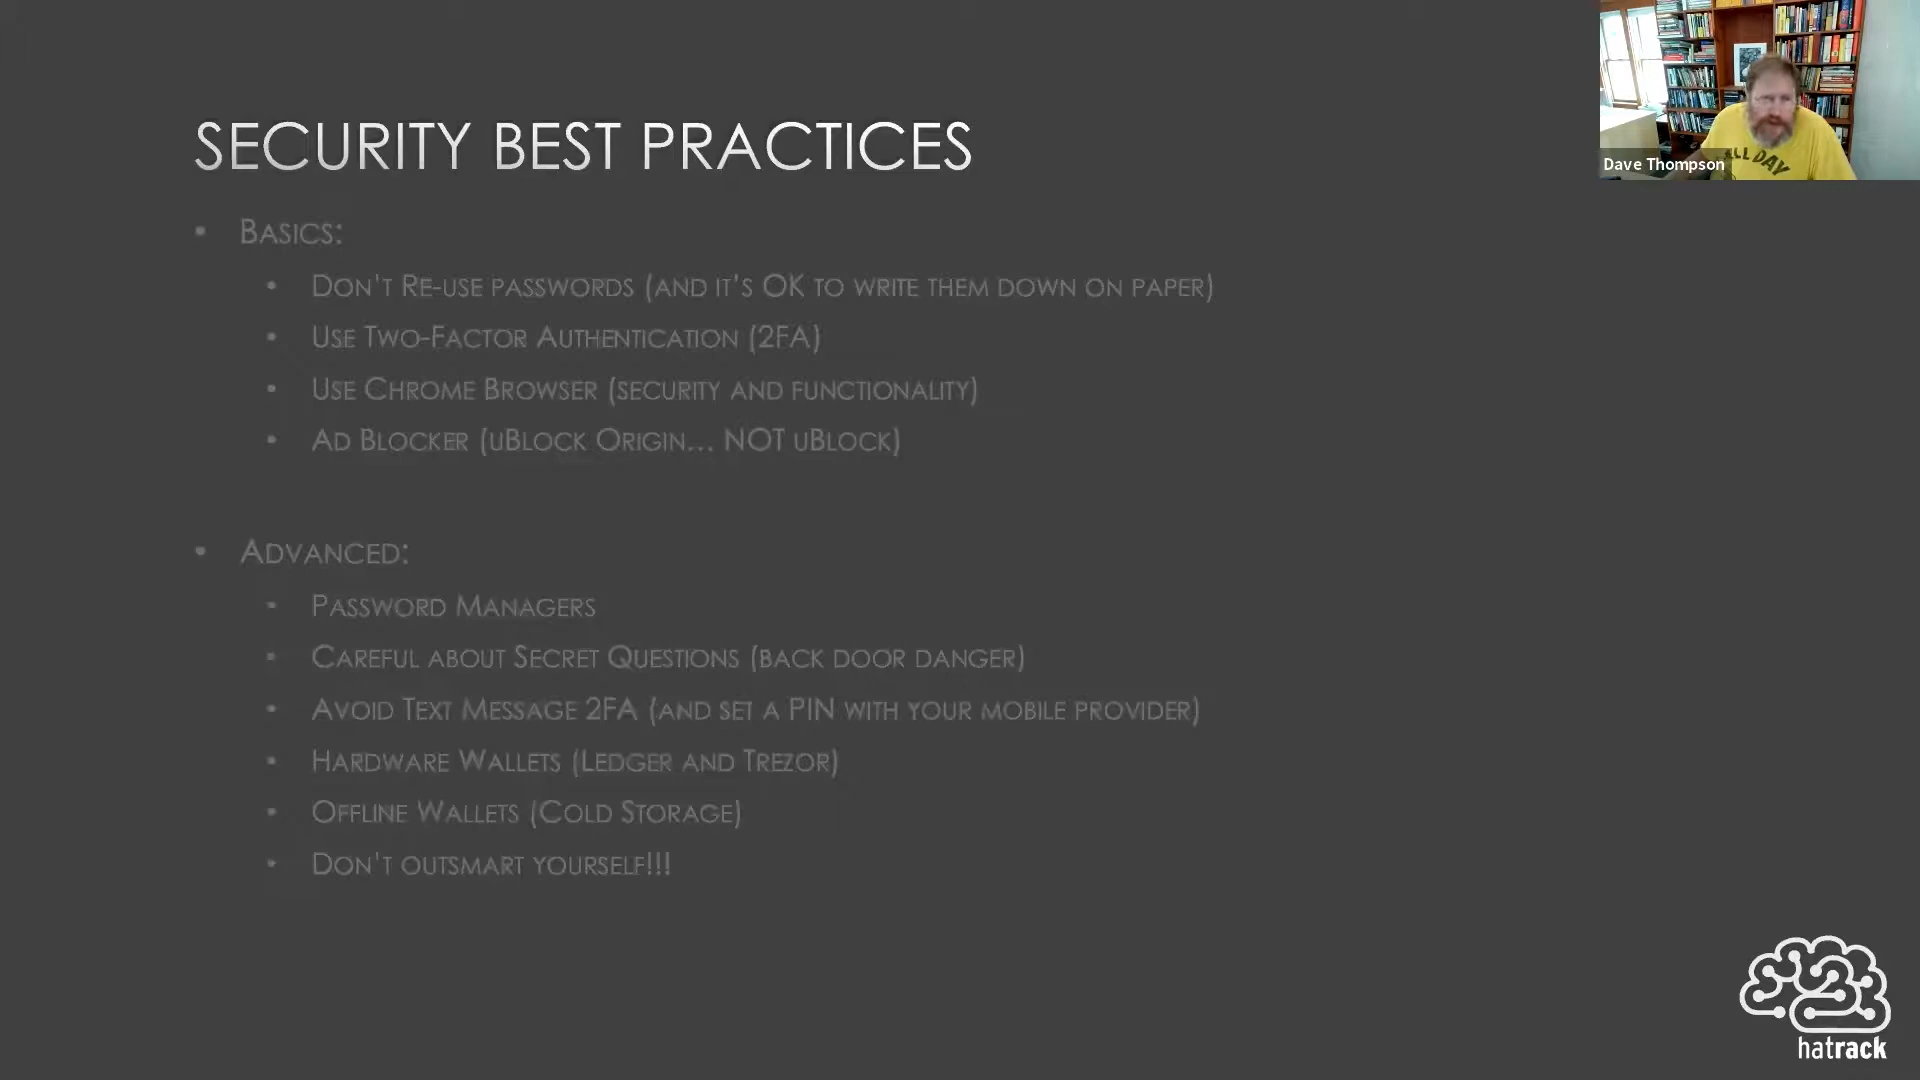 SECURITY BEST PRACTICES
• BASICS:
• DON'T RE-USE PASSWORDS (AND IT'S OK TO WRITE THEM DOWN ON PAPER)
• USE TWO-FACTOR AUTHENTICATION (2FA)
• USE CHROME BROWSER (SECURITY AND FUNCTIONALITY)
• AD BLOCKER (UBLOCK ORIGIN... NOT UBLOCK)
• ADVANCED:
• PASSWORD MANAGERS
• CAREFUL ABOUT SECRET QUESTIONS (BACK DOOR DANGER)
• AVOID TEXT MESSAGE 2FA (AND SET A PIN WITH YOUR MOBILE PROVIDER)
• HARDWARE WALLETS (LEDGER AND TREZOR)
• OFFLINE WALLETS (COLD STORAGE)
• DON'T OUTSMART YOURSELF!!!
ALL DAY
Dave Thompson
hatrack